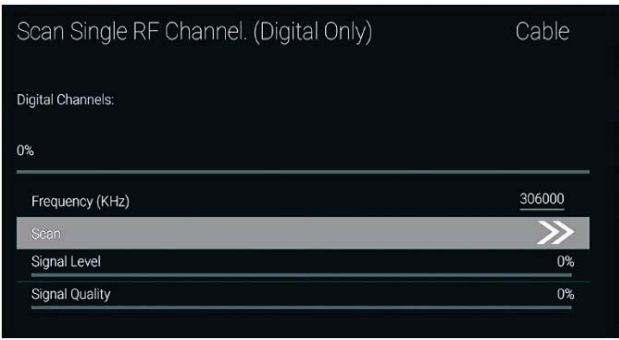 Scan Single RF Channel. (Digital Only) Cable
Digital Channels:
0%
Frequency (KHz) 306000
Scan
Signal Level 0%
Signal Quality 0%